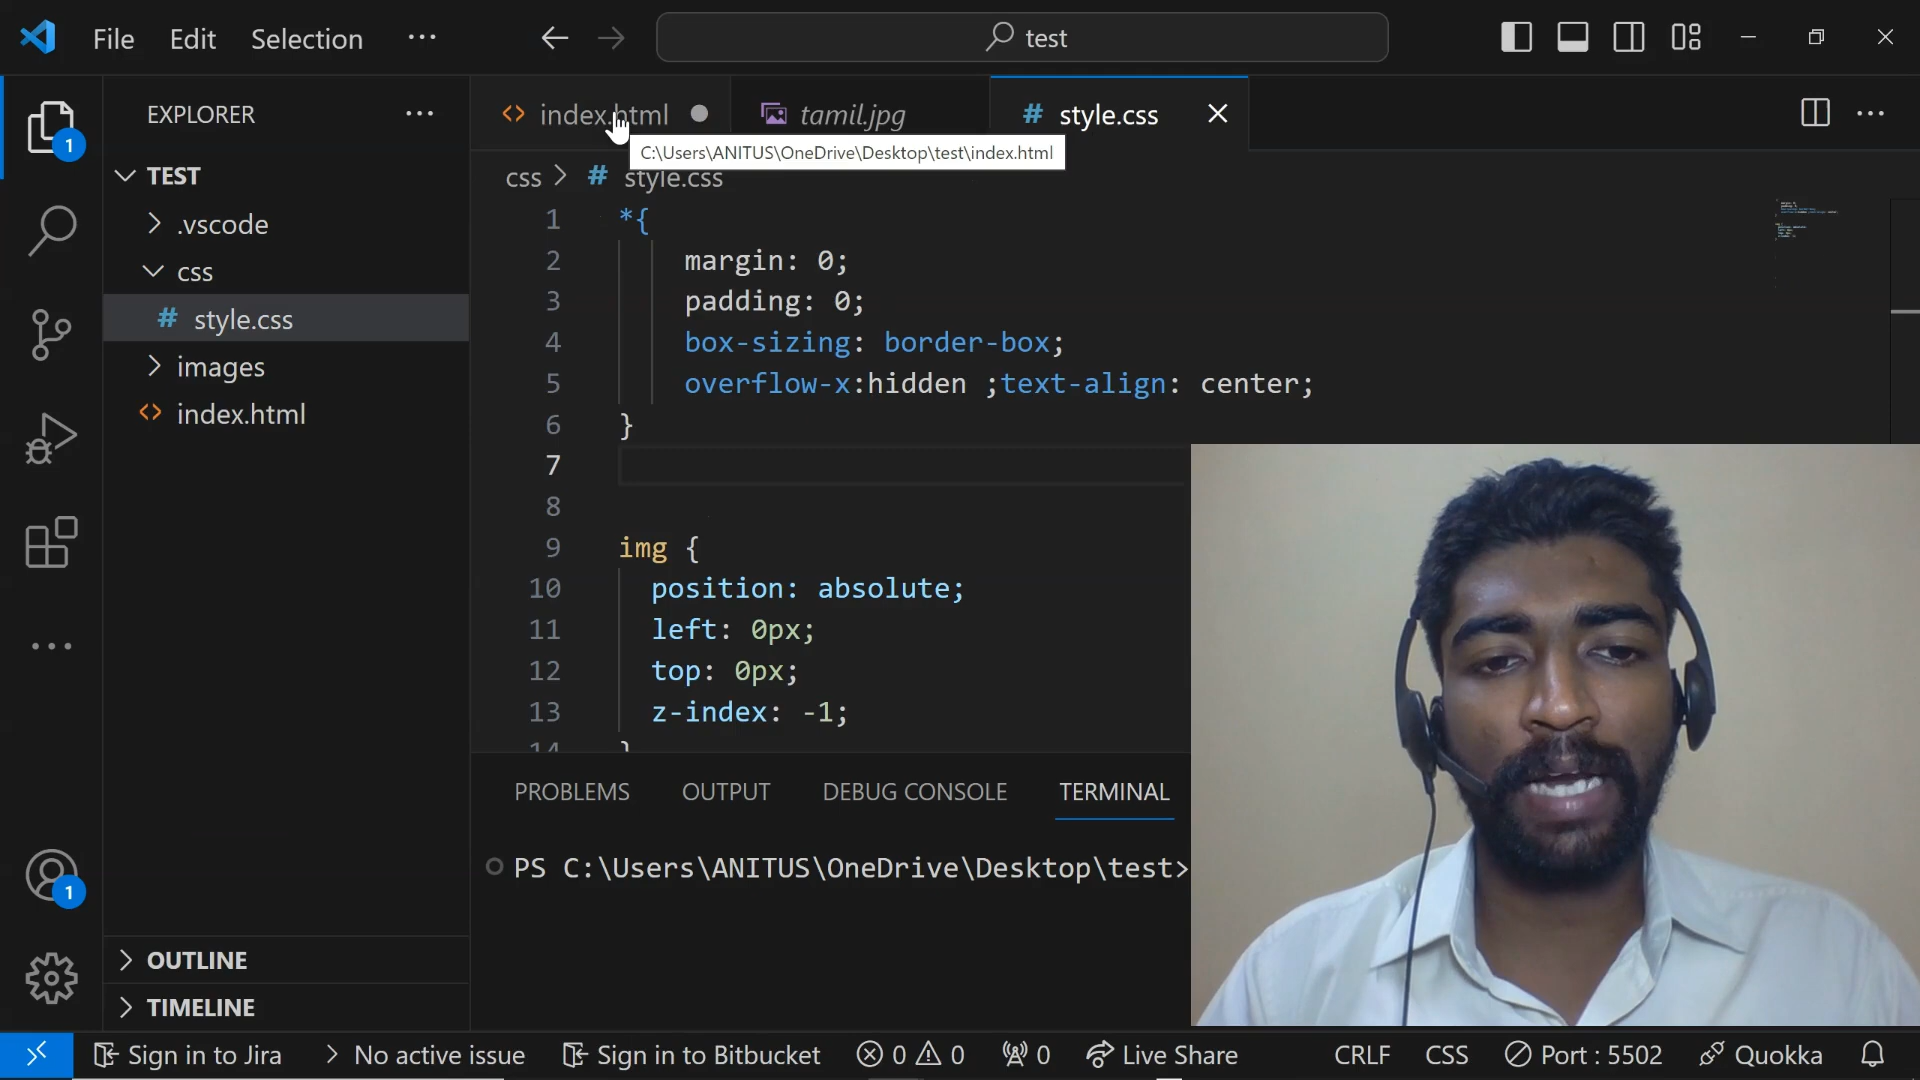 File Edit Selection ··· test
EXPLORER ···
index.html tamil.jpg style.css ···
C:\Users\ANITUS\OneDrive\Desktop\test\index.html
css > # style.css
1
TEST
.vscode
css
# style.css
images
index.html
1 *{
2 margin: 0;
3 padding: 0;
4 box-sizing: border-box;
5 overflow-x:hidden ;text-align: center;
6 }
7
8
9 img {
10 position: absolute;
11 left: 0px;
12 top: 0px;
13 z-index: -1;
14 }
PROBLEMS OUTPUT DEBUG CONSOLE TERMINAL
PS C:\Users\ANITUS\OneDrive\Desktop\test>
1
OUTLINE
TIMELINE
Sign in to Jira > No active issue Sign in to Bitbucket 0 0 0 Live Share CRLF CSS Port : 5502 Quokka